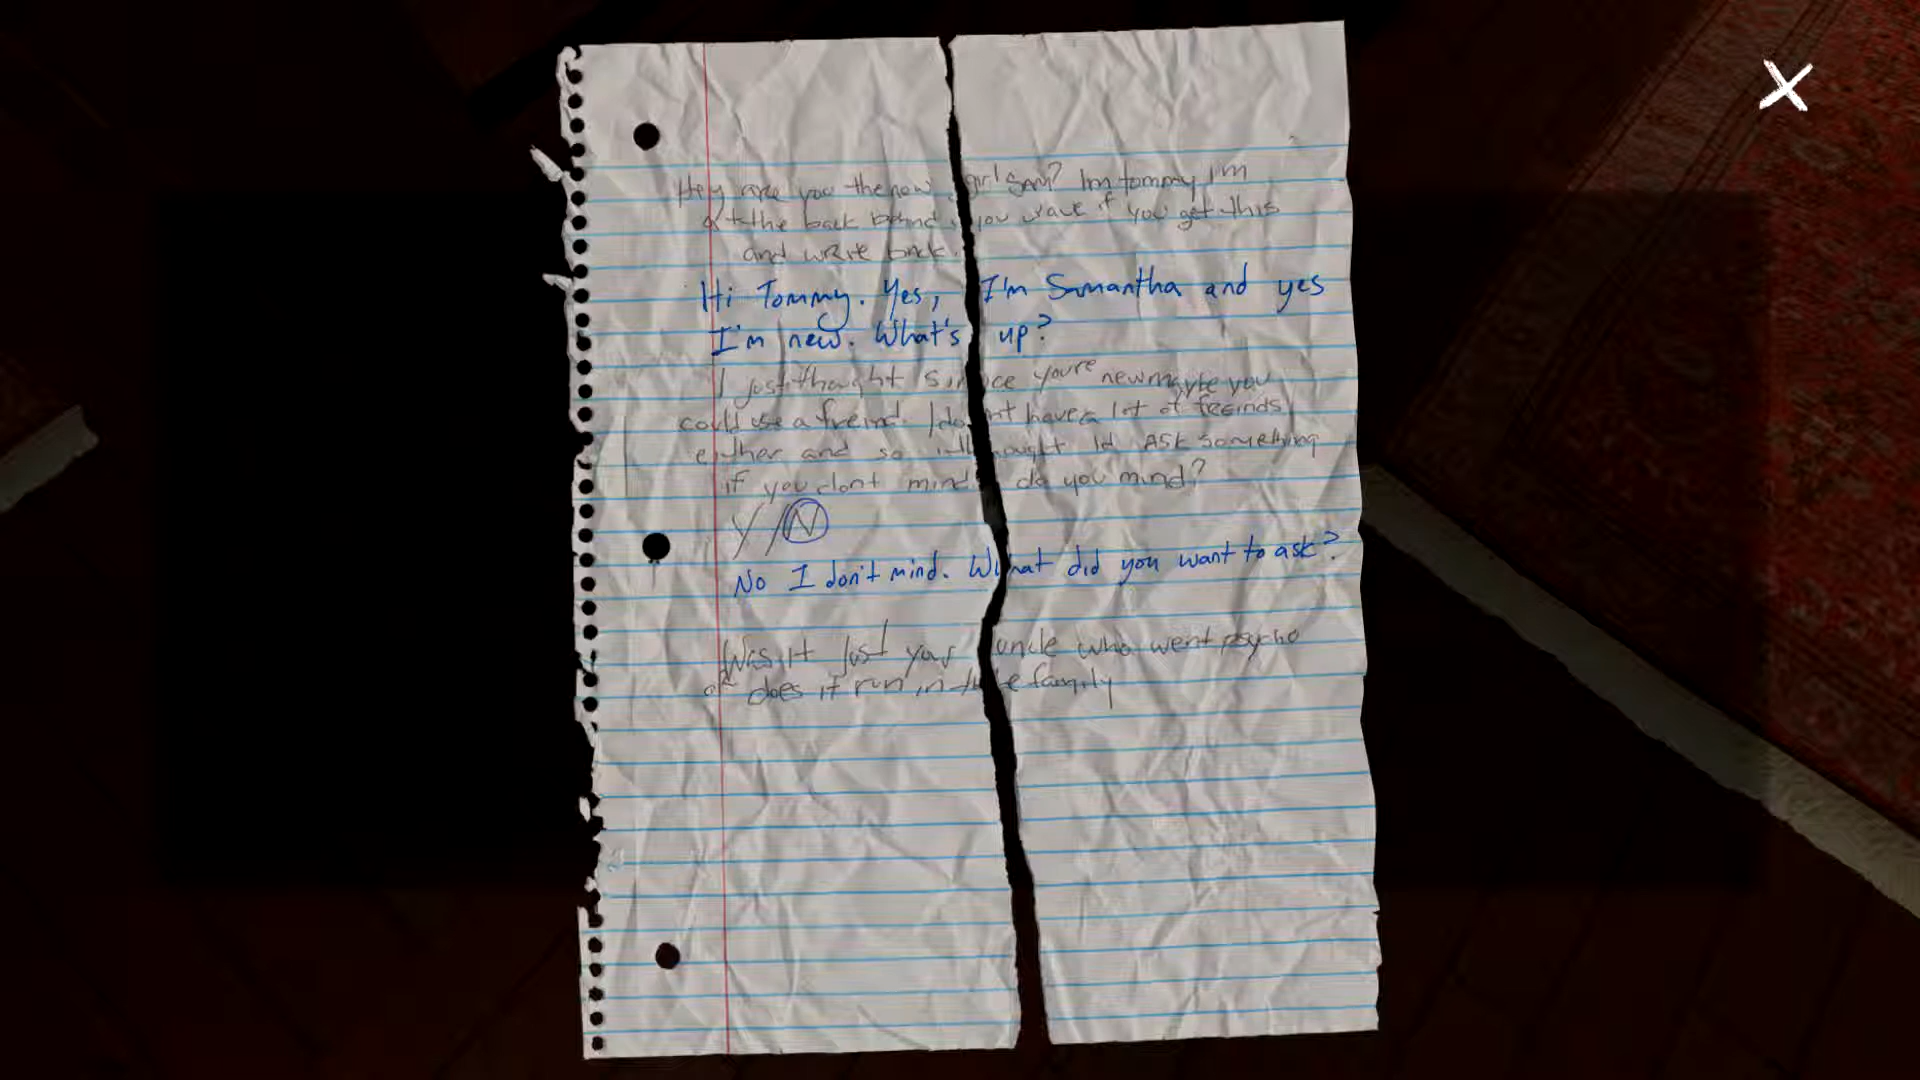 Hey are you the new girl Sam? Im tommy Im
at the back behind you wave if you get this
and write back.
Hi Tommy. Yes, I'm Samantha and yes
I'm new. What's up?
I just thought since youre new maybe you
could use a freind. I dont have a lot of freinds
either and so i thought Id ASk something
if you dont mind. do you mind?
Y/N
No I don't mind. What did you want to ask?
Was it just your uncle who went psycho
or does it run in the family